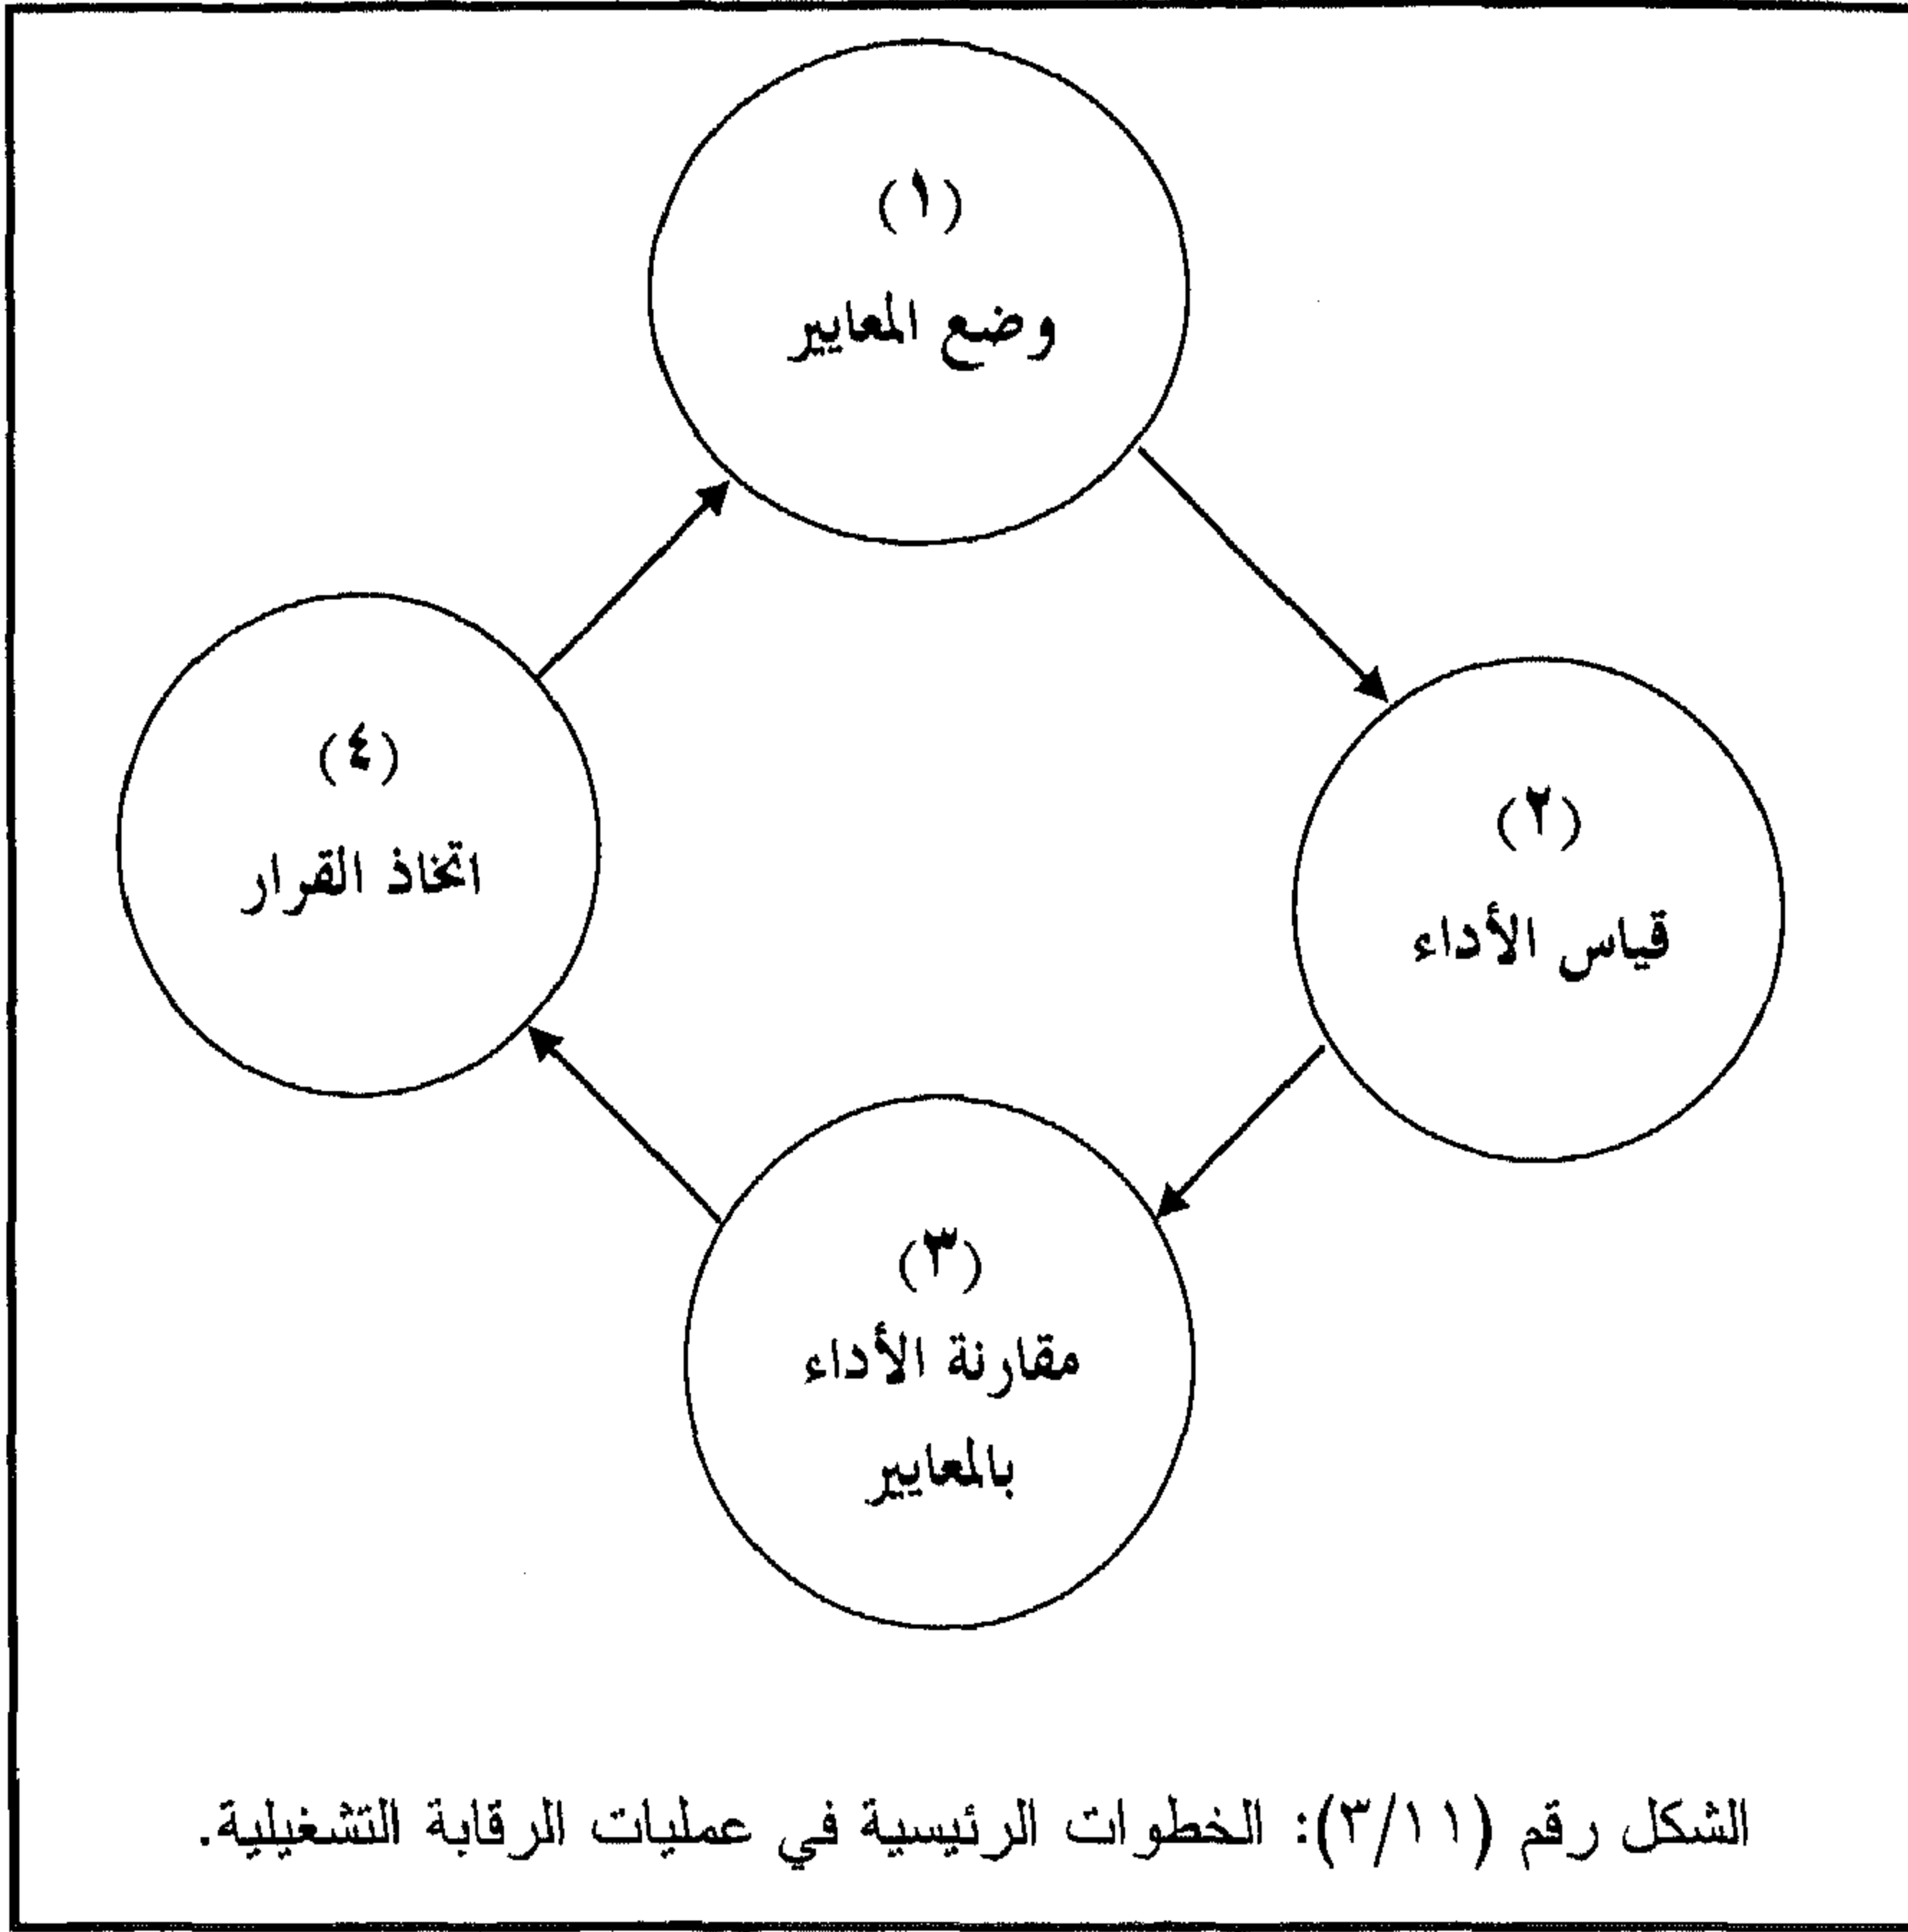 (١)
وضع المعايير
(٢)
قياس الأداء
(٣)
مقارنة الأداء
بالمعايير
(٤)
اتخاذ القرار
الشكل رقم (٣/١١): الخطوات الرئيسية في عمليات الرقابة التشغيلية.